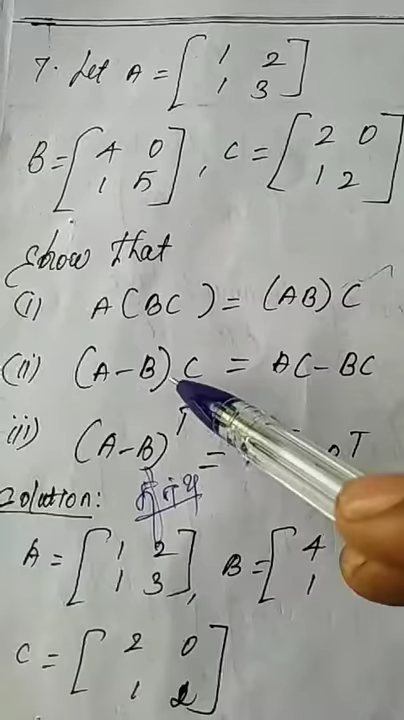 7. Let A = [ 1 2
1 3 ]
B = [ 4 0
1 5 ] , C = [ 2 0
1 2 ]
Show that
(i) A(BC) = (AB)C
(ii) (A-B)C = AC-BC
iii) (A-B)T = T
Solution:
A = [ 1 2
1 3 ], B = [ 4
1
C = [ 2 0
1 2 ]